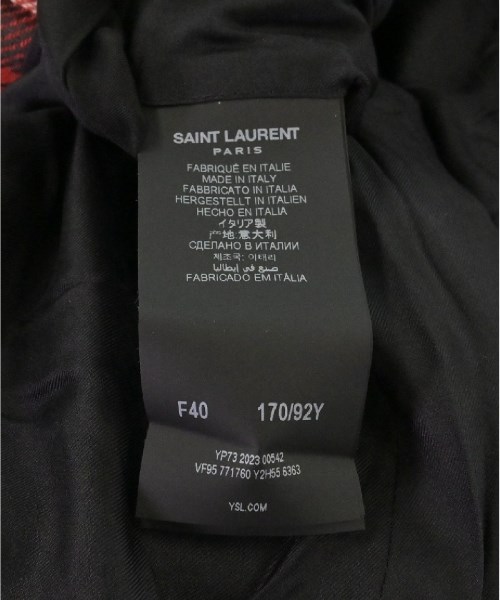 SAINT LAURENT
PARIS
FABRIQUÉ EN ITALIE
MADE IN ITALY
FABBRICATO IN ITALIA
HERGESTELLT IN ITALIEN
HECHO EN ITALIA
イタリア製
地:意大利
СДЕЛАНО В ИТАЛИИ
제조국: 이태리
صنع في إيطاليا
FABRICADO EM ITÁLIA
F40 170/92Y
YP73 2023 00542
VF95 771760 Y2H55 6363
YSL.COM